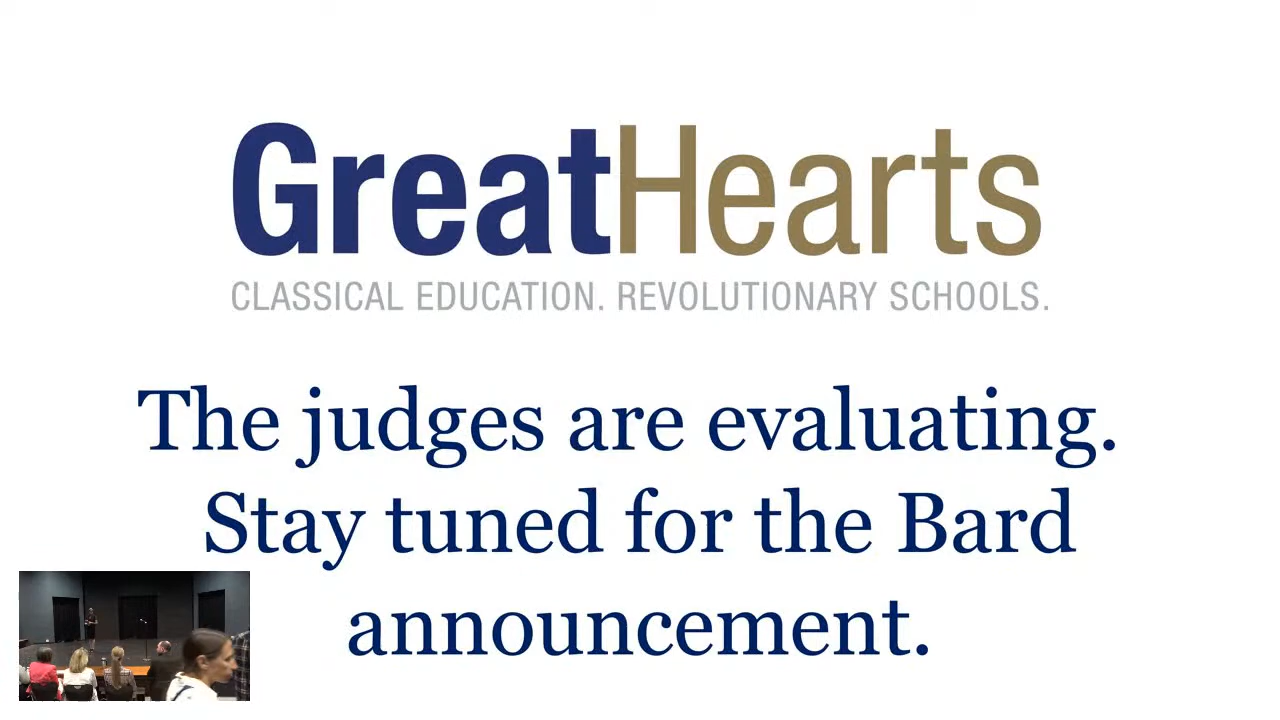 GreatHearts
CLASSICAL EDUCATION. REVOLUTIONARY SCHOOLS.
The judges are evaluating.
Stay tuned for the Bard
announcement.